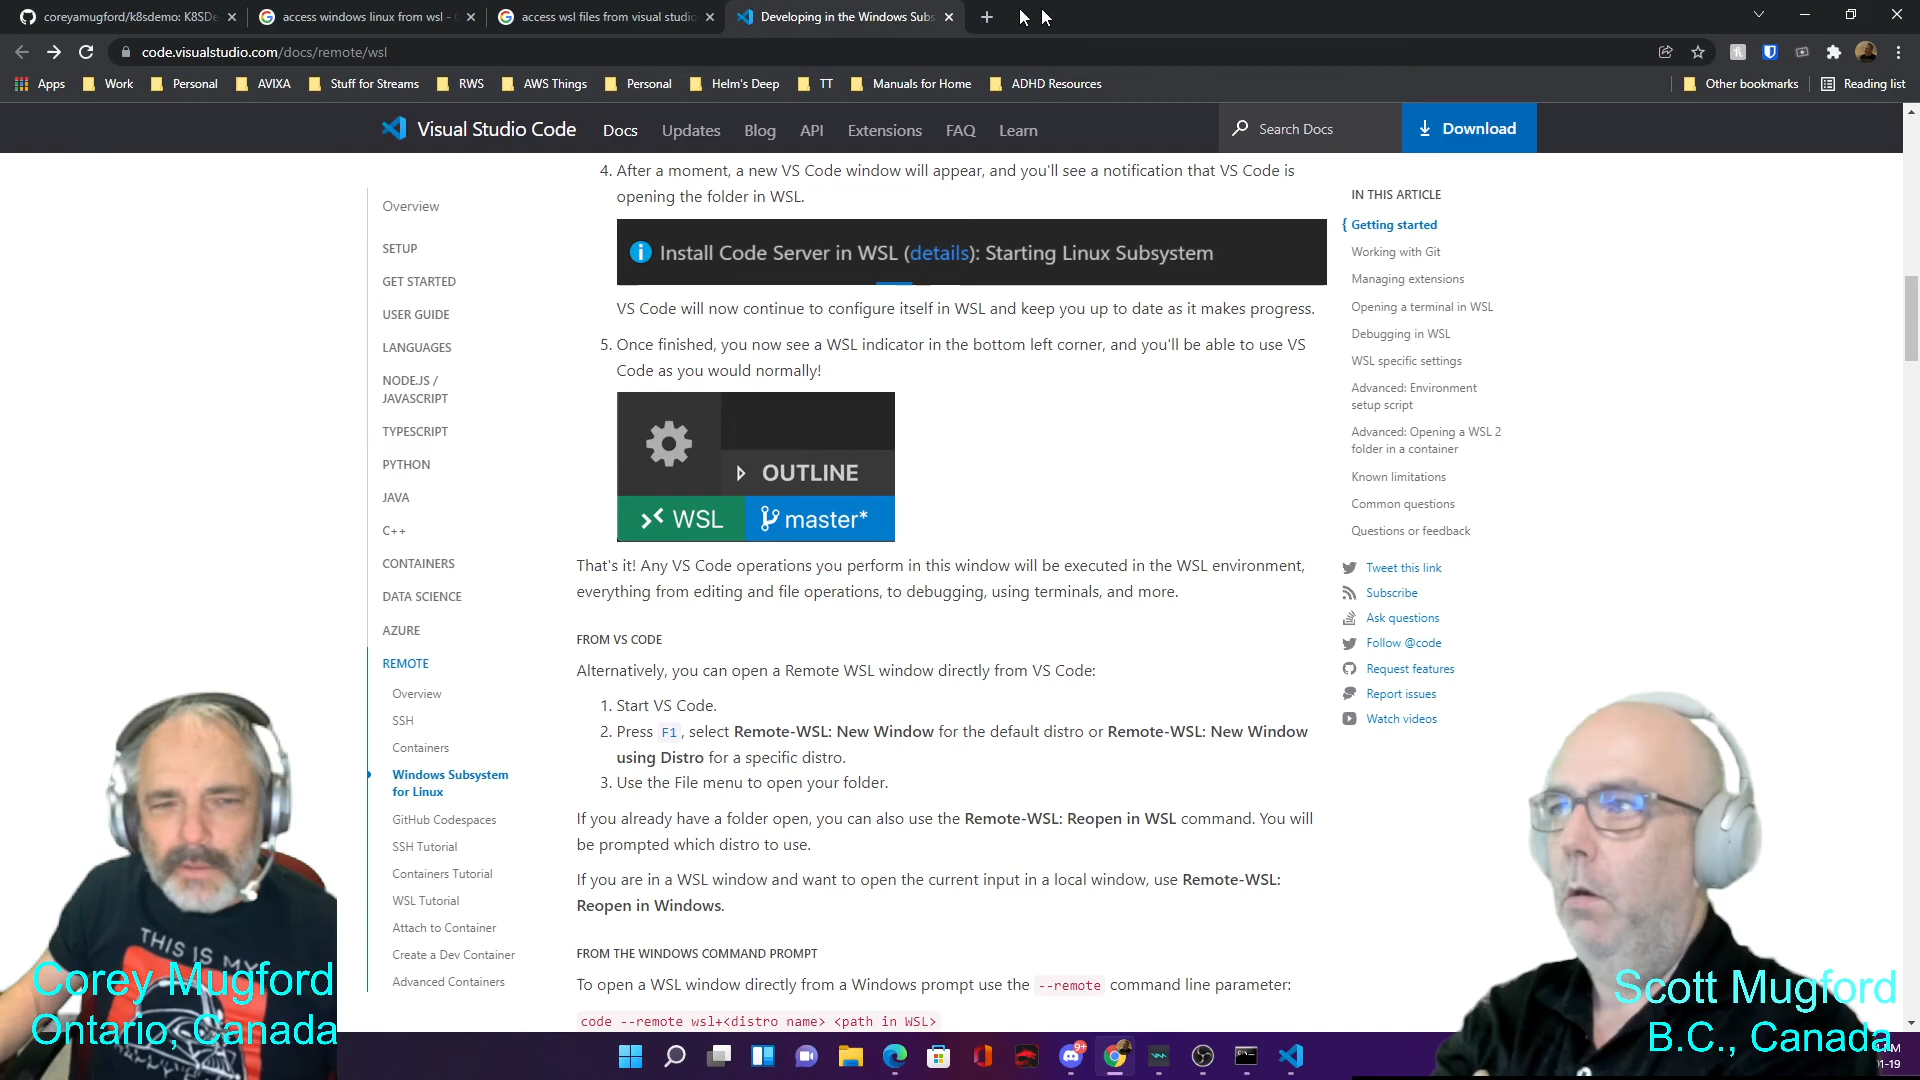 coreyamugford/k8sdemo: K8SDe
access windows linux from wsl -
access wsl files from visual studio
Developing in the Windows Subs
code.visualstudio.com/docs/remote/wsl
Apps
Work
Personal
AVIXA
Stuff for Streams
RWS
AWS Things
Personal
Helm's Deep
TT
Manuals for Home
ADHD Resources
Other bookmarks
Reading list
Visual Studio Code
Docs
Updates
Blog
API
Extensions
FAQ
Learn
Search Docs
Download
Overview
SETUP
GET STARTED
USER GUIDE
LANGUAGES
NODE.JS /
JAVASCRIPT
TYPESCRIPT
PYTHON
JAVA
C++
CONTAINERS
DATA SCIENCE
AZURE
REMOTE
Overview
SSH
Containers
Windows Subsystem
for Linux
GitHub Codespaces
SSH Tutorial
Containers Tutorial
WSL Tutorial
Attach to Container
Create a Dev Container
Advanced Containers
4. After a moment, a new VS Code window will appear, and you'll see a notification that VS Code is
opening the folder in WSL.
Install Code Server in WSL (details): Starting Linux Subsystem
VS Code will now continue to configure itself in WSL and keep you up to date as it makes progress.
5. Once finished, you now see a WSL indicator in the bottom left corner, and you'll be able to use VS
Code as you would normally!
OUTLINE
WSL
master*
That's it! Any VS Code operations you perform in this window will be executed in the WSL environment,
everything from editing and file operations, to debugging, using terminals, and more.
FROM VS CODE
Alternatively, you can open a Remote WSL window directly from VS Code:
1. Start VS Code.
2. Press F1, select Remote-WSL: New Window for the default distro or Remote-WSL: New Window
using Distro for a specific distro.
3. Use the File menu to open your folder.
If you already have a folder open, you can also use the Remote-WSL: Reopen in WSL command. You will
be prompted which distro to use.
If you are in a WSL window and want to open the current input in a local window, use Remote-WSL:
Reopen in Windows.
FROM THE WINDOWS COMMAND PROMPT
To open a WSL window directly from a Windows prompt use the --remote command line parameter:
code --remote wsl+<distro name> <path in WSL>
IN THIS ARTICLE
Getting started
Working with Git
Managing extensions
Opening a terminal in WSL
Debugging in WSL
WSL specific settings
Advanced: Environment
setup script
Advanced: Opening a WSL 2
folder in a container
Known limitations
Common questions
Questions or feedback
Tweet this link
Subscribe
Ask questions
Follow @code
Request features
Report issues
Watch videos
THIS IS MY
Corey Mugford
Ontario, Canada
Scott Mugford
B.C., Canada
9+
M
01-19